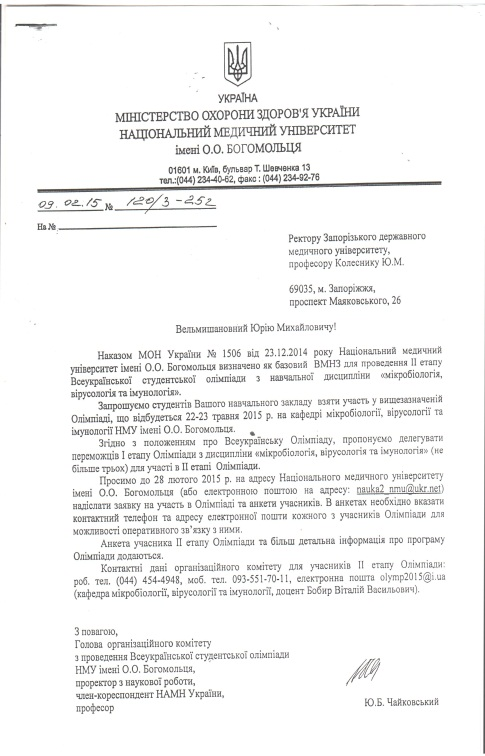 УКРАЇНА
МІНІСТЕРСТВО ОХОРОНИ ЗДОРОВ'Я УКРАЇНИ
НАЦІОНАЛЬНИЙ МЕДИЧНИЙ УНІВЕРСИТЕТ
імені О.О. БОГОМОЛЬЦЯ
01601 м. Київ, бульвар Т. Шевченка 13
тел.:(044) 234-40-62, факс : (044) 234-92-76
09. 02. 15 № 120/3 - 252
На №
Ректору Запорізького державного
медичного університету,
професору Колеснику Ю.М.
69035, м. Запоріжжя,
проспект Маяковського, 26
Вельмишановний Юрію Михайловичу!
Наказом МОН України № 1506 від 23.12.2014 року Національний медичний
університет імені О.О. Богомольця визначено як базовий ВМНЗ для проведення II етапу
Всеукраїнської студентської олімпіади з навчальної дисципліни «мікробіологія,
вірусологія та імунологія».
Запрошуємо студентів Вашого навчального закладу взяти участь у вищезазначеній
Олімпіаді, що відбудеться 22-23 травня 2015 р. на кафедрі мікробіології, вірусології та
імунології НМУ імені О.О. Богомольця.
Згідно з положенням про Всеукраїнську Олімпіаду, пропонуємо делегувати
переможців I етапу Олімпіади з дисципліни «мікробіологія, вірусологія та імунологія» (не
більше трьох) для участі в II етапі Олімпіади.
Просимо до 28 лютого 2015 р. на адресу Національного медичного університету
імені О.О. Богомольця (або електронною поштою на адресу: nauka2_nmu@ukr.net)
надіслати заявку на участь в Олімпіаді та анкети учасників. В анкетах необхідно вказати
контактний телефон та адресу електронної пошти кожного з учасників Олімпіади для
можливості оперативного зв'язку з ними.
Анкета учасника II етапу Олімпіади та більш детальна інформація про програму
Олімпіади додаються.
Контактні дані організаційного комітету для учасників II етапу Олімпіади:
роб. тел. (044) 454-4948, моб. тел. 093-551-70-11, електронна пошта olymp2015@i.ua
(кафедра мікробіології, вірусології та імунології, доцент Бобир Віталій Васильович).
З повагою,
Голова організаційного комітету
з проведення Всеукраїнської студентської олімпіади
НМУ імені О.О. Богомольця,
проректор з наукової роботи,
член-кореспондент НАМН України,
професор Ю.Б. Чайковський